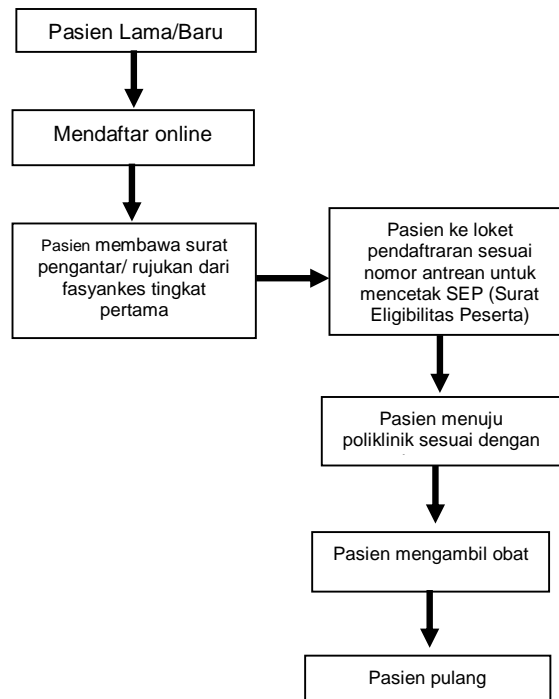 Pasien Lama/Baru
Mendaftar online
Pasien membawa surat
pengantar/ rujukan dari
fasyankes tingkat
pertama
Pasien ke loket
pendaftraran sesuai
nomor antrean untuk
mencetak SEP (Surat
Eligibilitas Peserta)
Pasien menuju
poliklinik sesuai dengan
Pasien mengambil obat
Pasien pulang